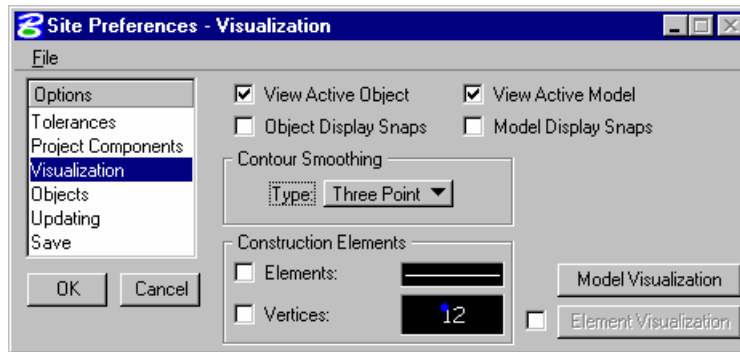 Site Preferences - Visualization
File
Options
Tolerances
Project Components
Visualization
Objects
Updating
Save
OK
Cancel
View Active Object
View Active Model
Object Display Snaps
Model Display Snaps
Contour Smoothing
Type:
Three Point
Construction Elements
Elements:
Vertices:
12
Model Visualization
Element Visualization